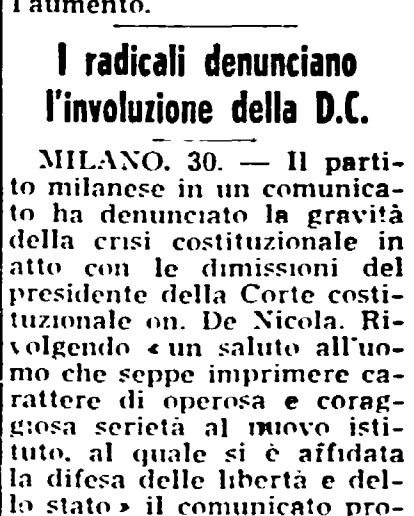 l'aumento.
I radicali denunciano
l'involuzione della D.C.
MILANO, 30. — Il parti-
to milanese in un comunica-
to ha denunciato la gravità
della crisi costituzionale in
atto con le dimissioni del
presidente della Corte costi-
tuzionale on. De Nicola. Ri-
volgendo « un saluto all'uo-
mo che seppe imprimere ca-
rattere di operosa e corag-
giosa serietà al nuovo isti-
tuto, al quale si è affidata
la difesa delle libertà e del-
lo stato » il comunicato pro-